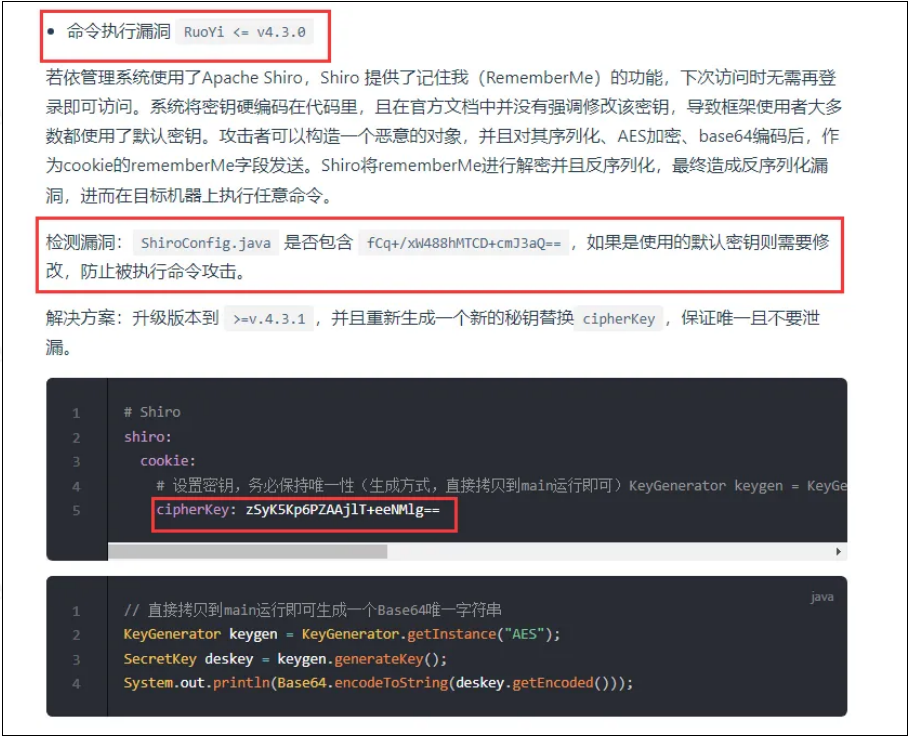 • 命令执行漏洞 RuoYi <= v4.3.0
若依管理系统使用了Apache Shiro，Shiro 提供了记住我（RememberMe）的功能，下次访问时无需再登
录即可访问。系统将密钥硬编码在代码里，且在官方文档中并没有强调修改该密钥，导致框架使用者大多
数都使用了默认密钥。攻击者可以构造一个恶意的对象，并且对其序列化、AES加密、base64编码后，作
为cookie的rememberMe字段发送。Shiro将rememberMe进行解密并且反序列化，最终造成反序列化漏
洞，进而在目标机器上执行任意命令。
检测漏洞： ShiroConfig.java 是否包含 fCq+/xW488hMTCD+cmJ3aQ== ，如果是使用的默认密钥则需要修
改，防止被执行命令攻击。
解决方案：升级版本到 >=v.4.3.1 ，并且重新生成一个新的秘钥替换 cipherKey ，保证唯一且不要泄
漏。
1 # Shiro
2 shiro:
3 cookie:
4 # 设置密钥，务必保持唯一性（生成方式，直接拷贝到main运行即可）KeyGenerator keygen = KeyGe
5 cipherKey: zSyK5Kp6PZAAjlT+eeNMlg==
java
1 // 直接拷贝到main运行即可生成一个Base64唯一字符串
2 KeyGenerator keygen = KeyGenerator.getInstance("AES");
3 SecretKey deskey = keygen.generateKey();
4 System.out.println(Base64.encodeToString(deskey.getEncoded()));